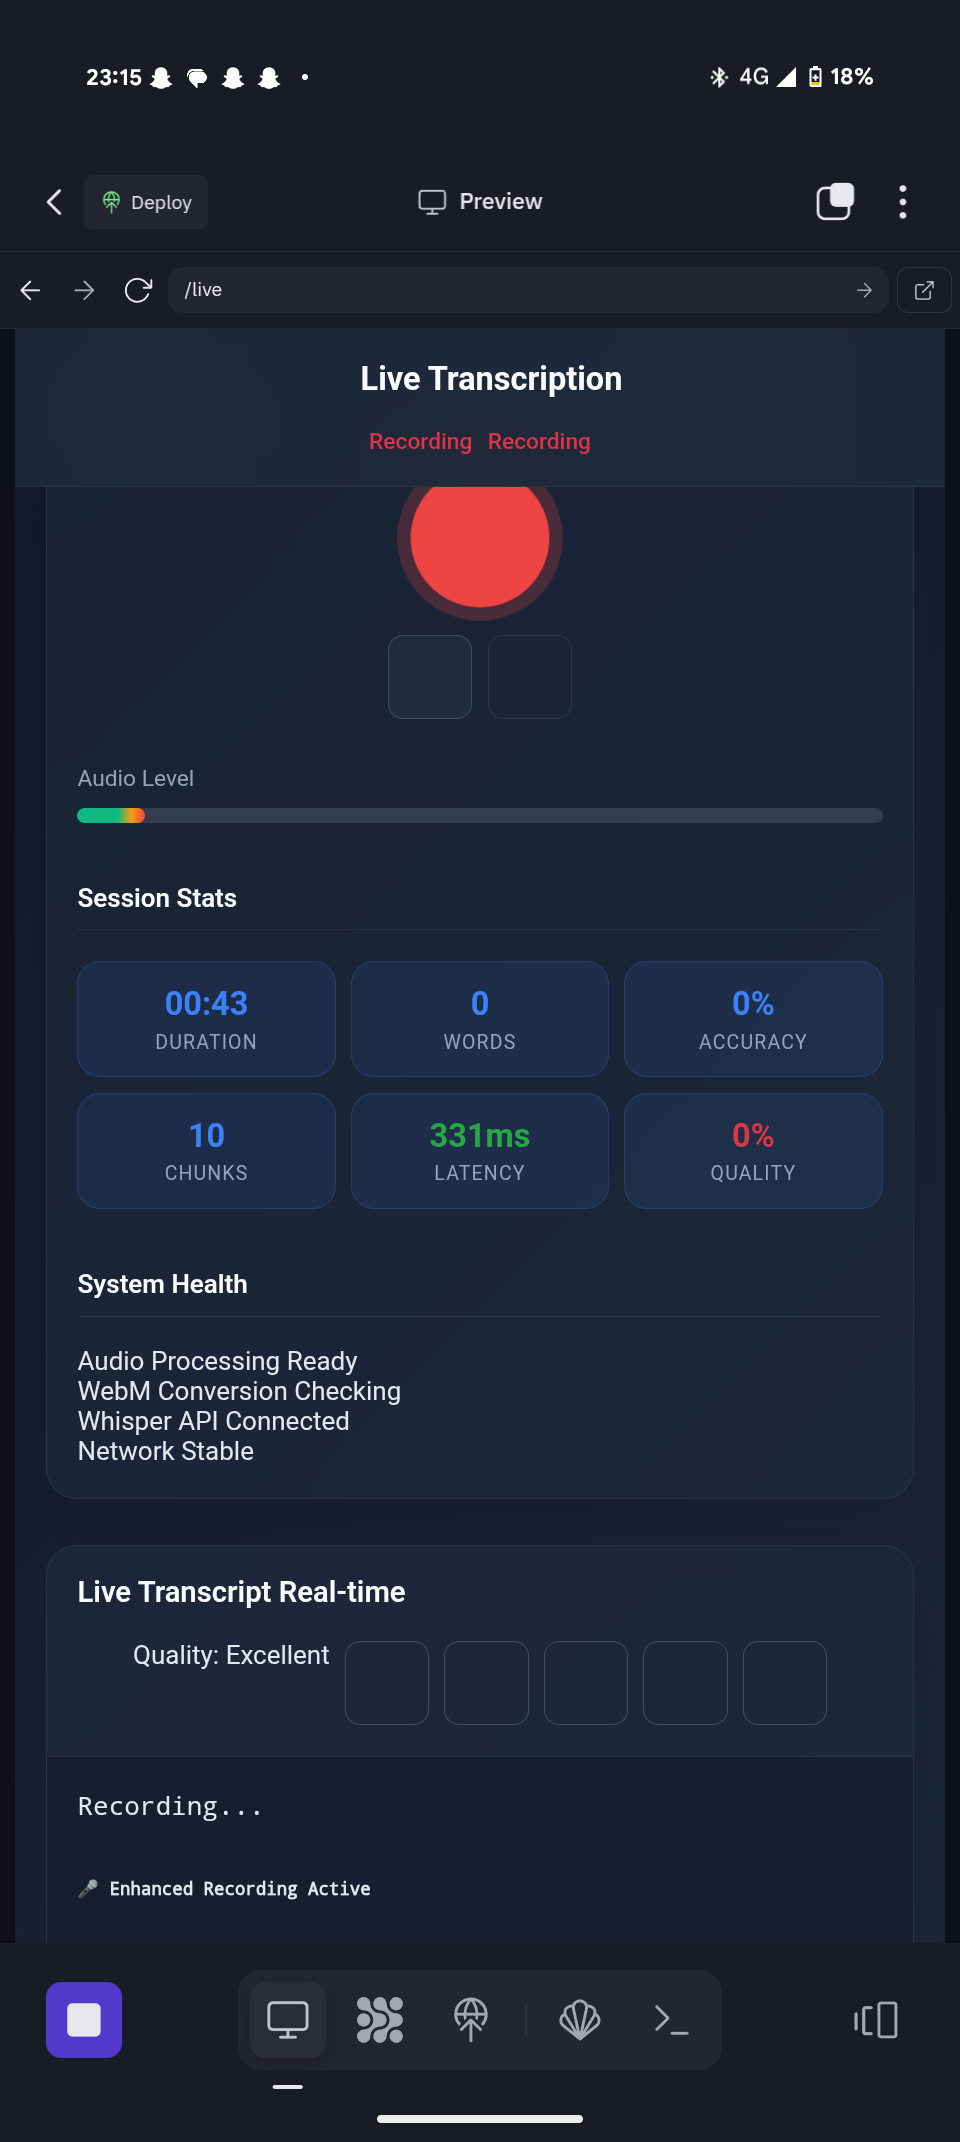 23:15 4G 18%
Deploy Preview
/live
Live Transcription
Recording Recording
Audio Level
Session Stats
00:43 0 0%
DURATION WORDS ACCURACY
10 331ms 0%
CHUNKS LATENCY QUALITY
System Health
Audio Processing Ready
WebM Conversion Checking
Whisper API Connected
Network Stable
Live Transcript Real-time
Quality: Excellent
Recording...
🎤 Enhanced Recording Active